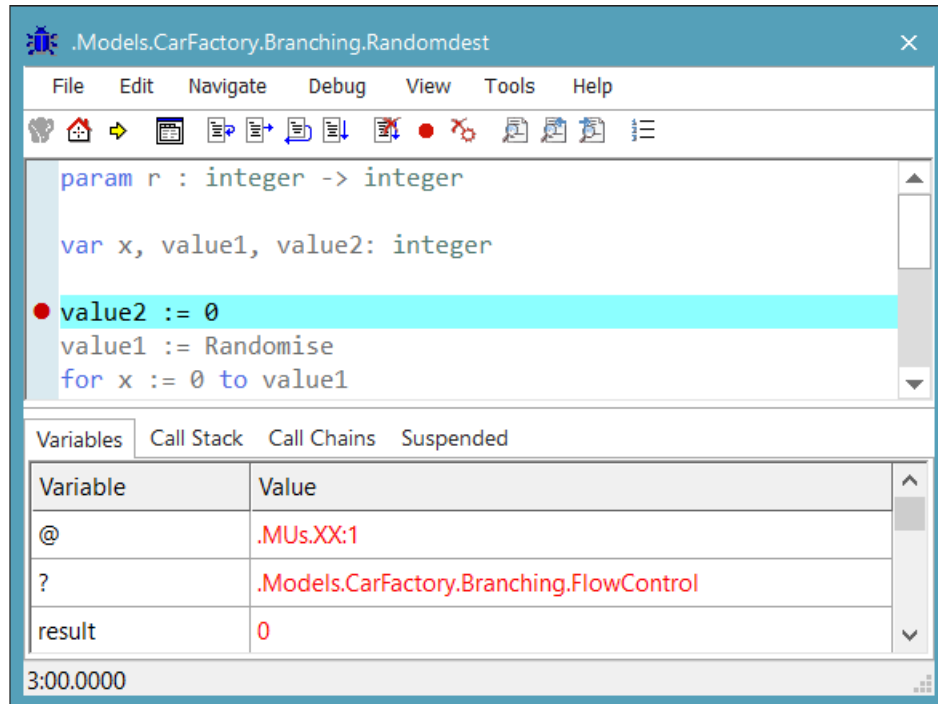 .Models.CarFactory.Branching.Randomdest
File Edit Navigate Debug View Tools Help
param r : integer -> integer
var x, value1, value2: integer
value2 := 0
value1 := Randomise
for x := 0 to value1
Variables Call Stack Call Chains Suspended
Variable Value
@ .MUs.XX:1
? .Models.CarFactory.Branching.FlowControl
result 0
3:00.0000